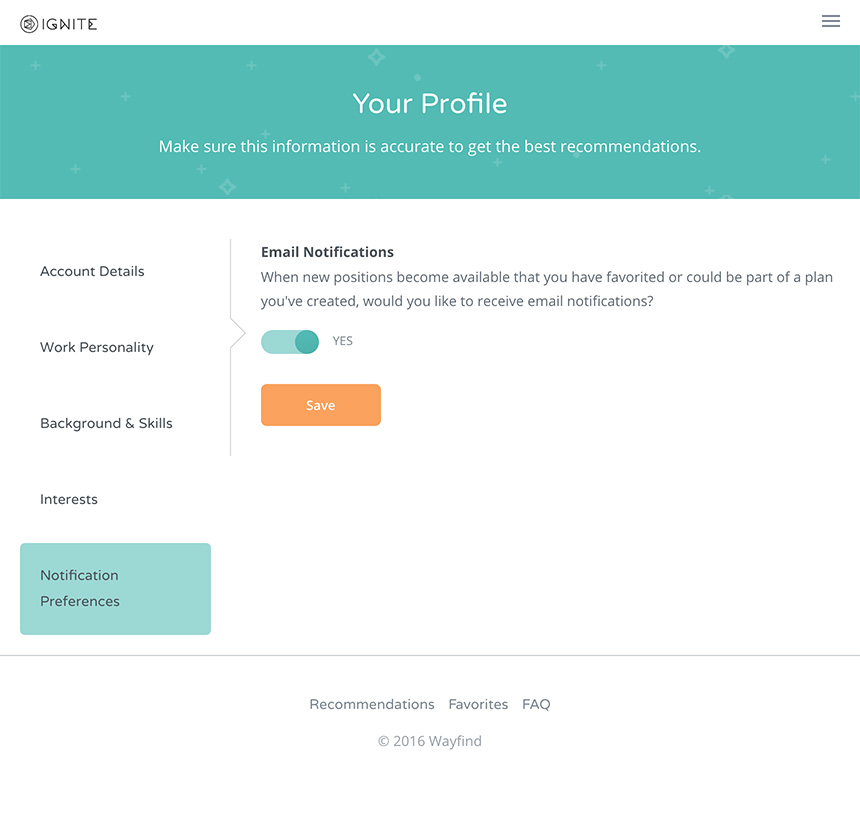 IGNITE
Your Profile
Make sure this information is accurate to get the best recommendations.
Account Details
Work Personality
Background & Skills
Interests
Notification
Preferences
Email Notifications
When new positions become available that you have favorited or could be part of a plan
you've created, would you like to receive email notifications?
YES
Save
Recommendations Favorites FAQ
© 2016 Wayfind